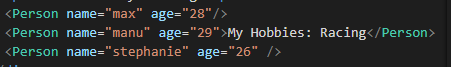 <Person name="max" age="28"/>
<Person name="manu" age="29">My Hobbies: Racing</Person>
<Person name="stephanie" age="26" />